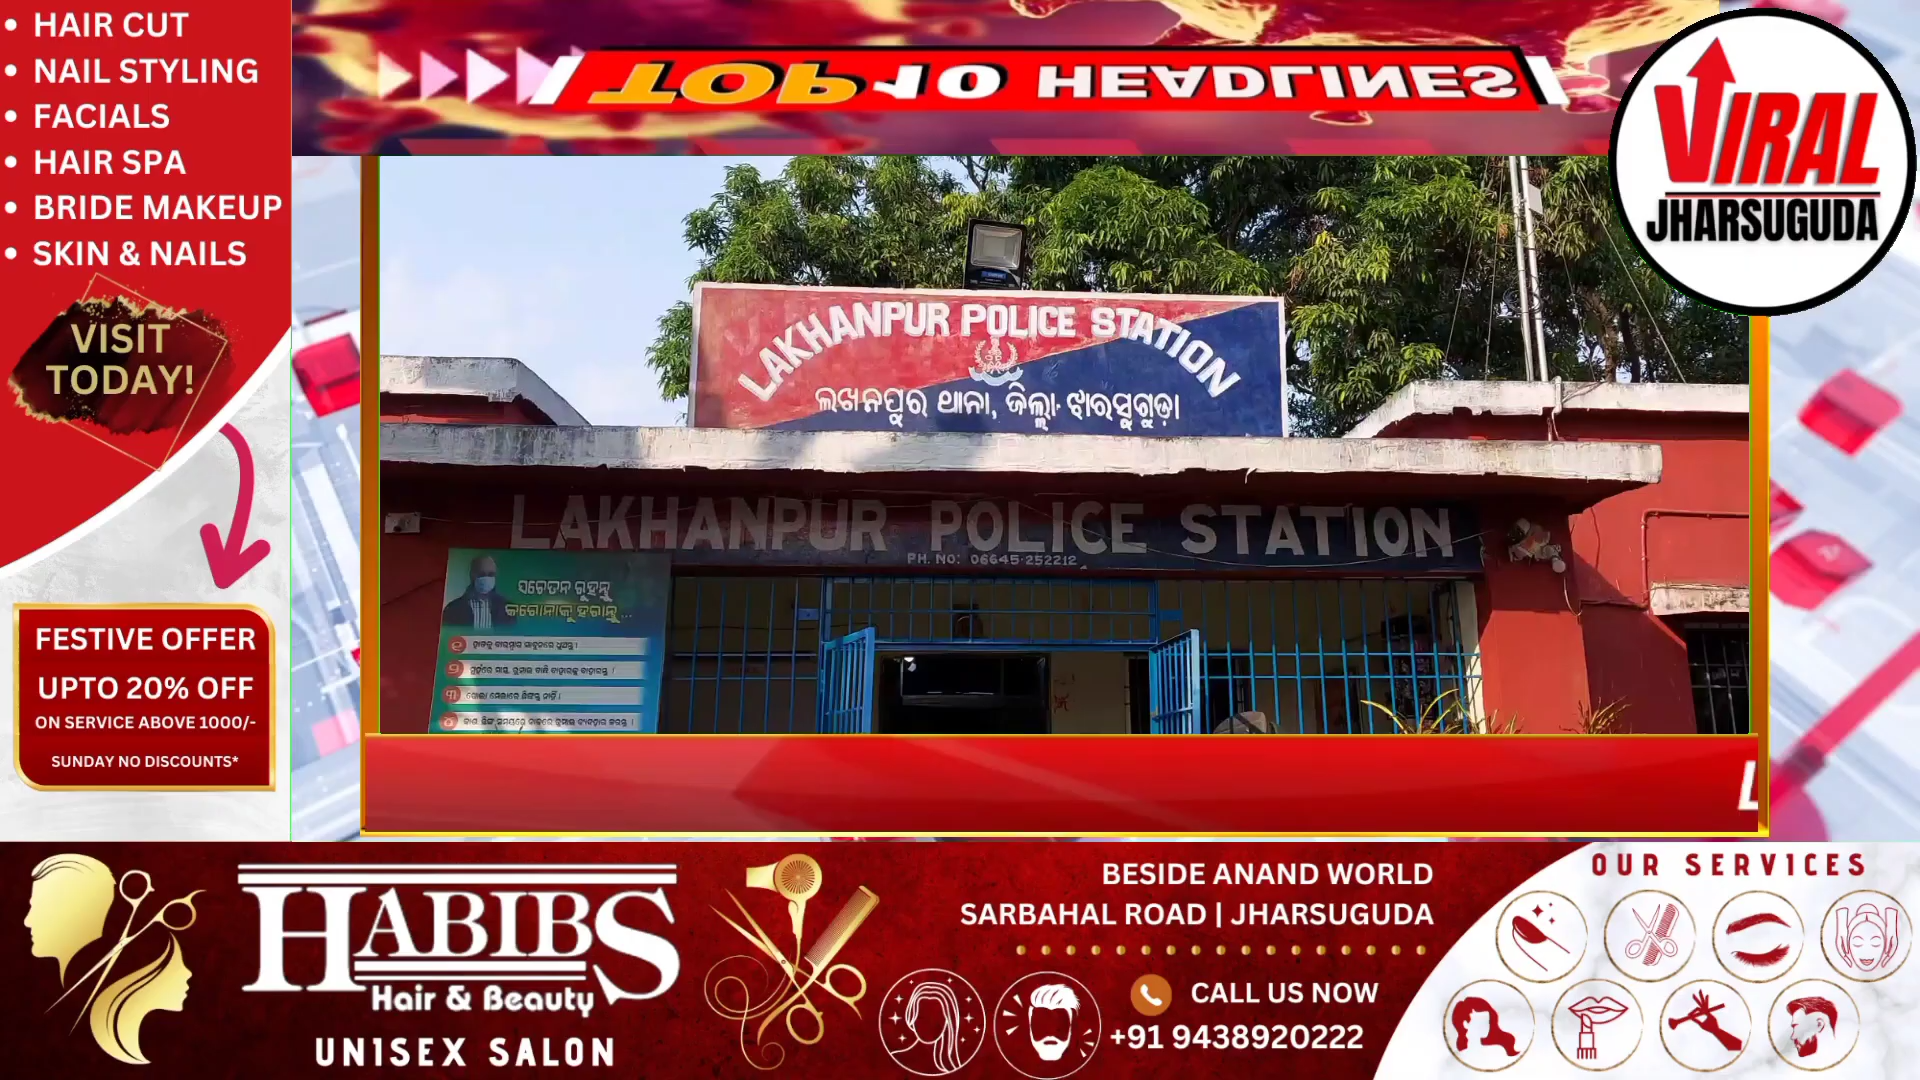 • HAIR CUT
• NAIL STYLING
• FACIALS
• HAIR SPA
• BRIDE MAKEUP
• SKIN & NAILS
VISIT
TODAY!
FESTIVE OFFER
UPTO 20% OFF
ON SERVICE ABOVE 1000/-
SUNDAY NO DISCOUNTS*
TOP 10 HEADLINES
VIRAL
JHARSUGUDA
LAKHANPUR POLICE STATION
ଲଖନପୁର ଥାନା, ଜିଲ୍ଲା- ଝାରସୁଗୁଡ଼ା
LAKHANPUR POLICE STATION
PH. NO: 06645-252212
ସଚେତନ ରୁହନ୍ତୁ
କରୋନାକୁ ହରାନ୍ତୁ...
L
HABIBS
Hair & Beauty
UNISEX SALON
BESIDE ANAND WORLD
SARBAHAL ROAD | JHARSUGUDA
CALL US NOW
+91 9438920222
OUR SERVICES